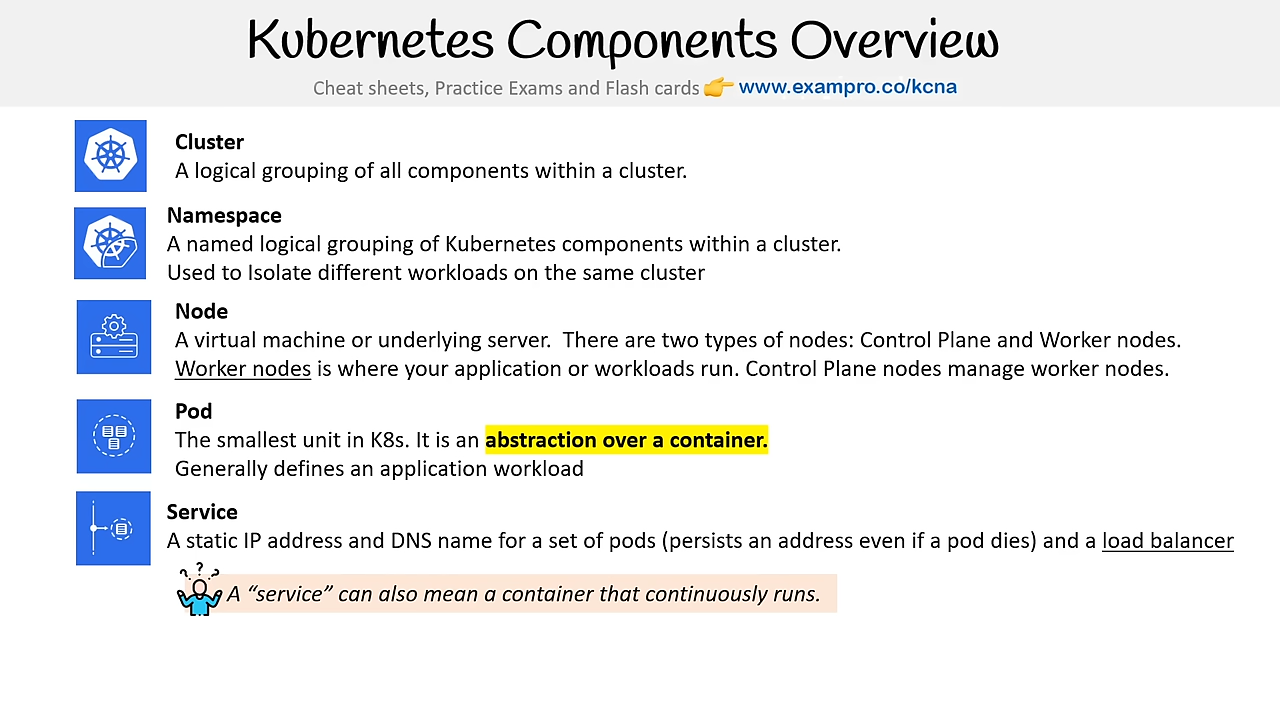 Kubernetes Components Overview
Cheat sheets, Practice Exams and Flash cards 👉 www.exampro.co/kcna
Cluster
A logical grouping of all components within a cluster.
Namespace
A named logical grouping of Kubernetes components within a cluster.
Used to Isolate different workloads on the same cluster
Node
A virtual machine or underlying server.  There are two types of nodes: Control Plane and Worker nodes.
Worker nodes is where your application or workloads run. Control Plane nodes manage worker nodes.
Pod
The smallest unit in K8s. It is an abstraction over a container.
Generally defines an application workload
Service
A static IP address and DNS name for a set of pods (persists an address even if a pod dies) and a load balancer
? ? ?
A “service” can also mean a container that continuously runs.